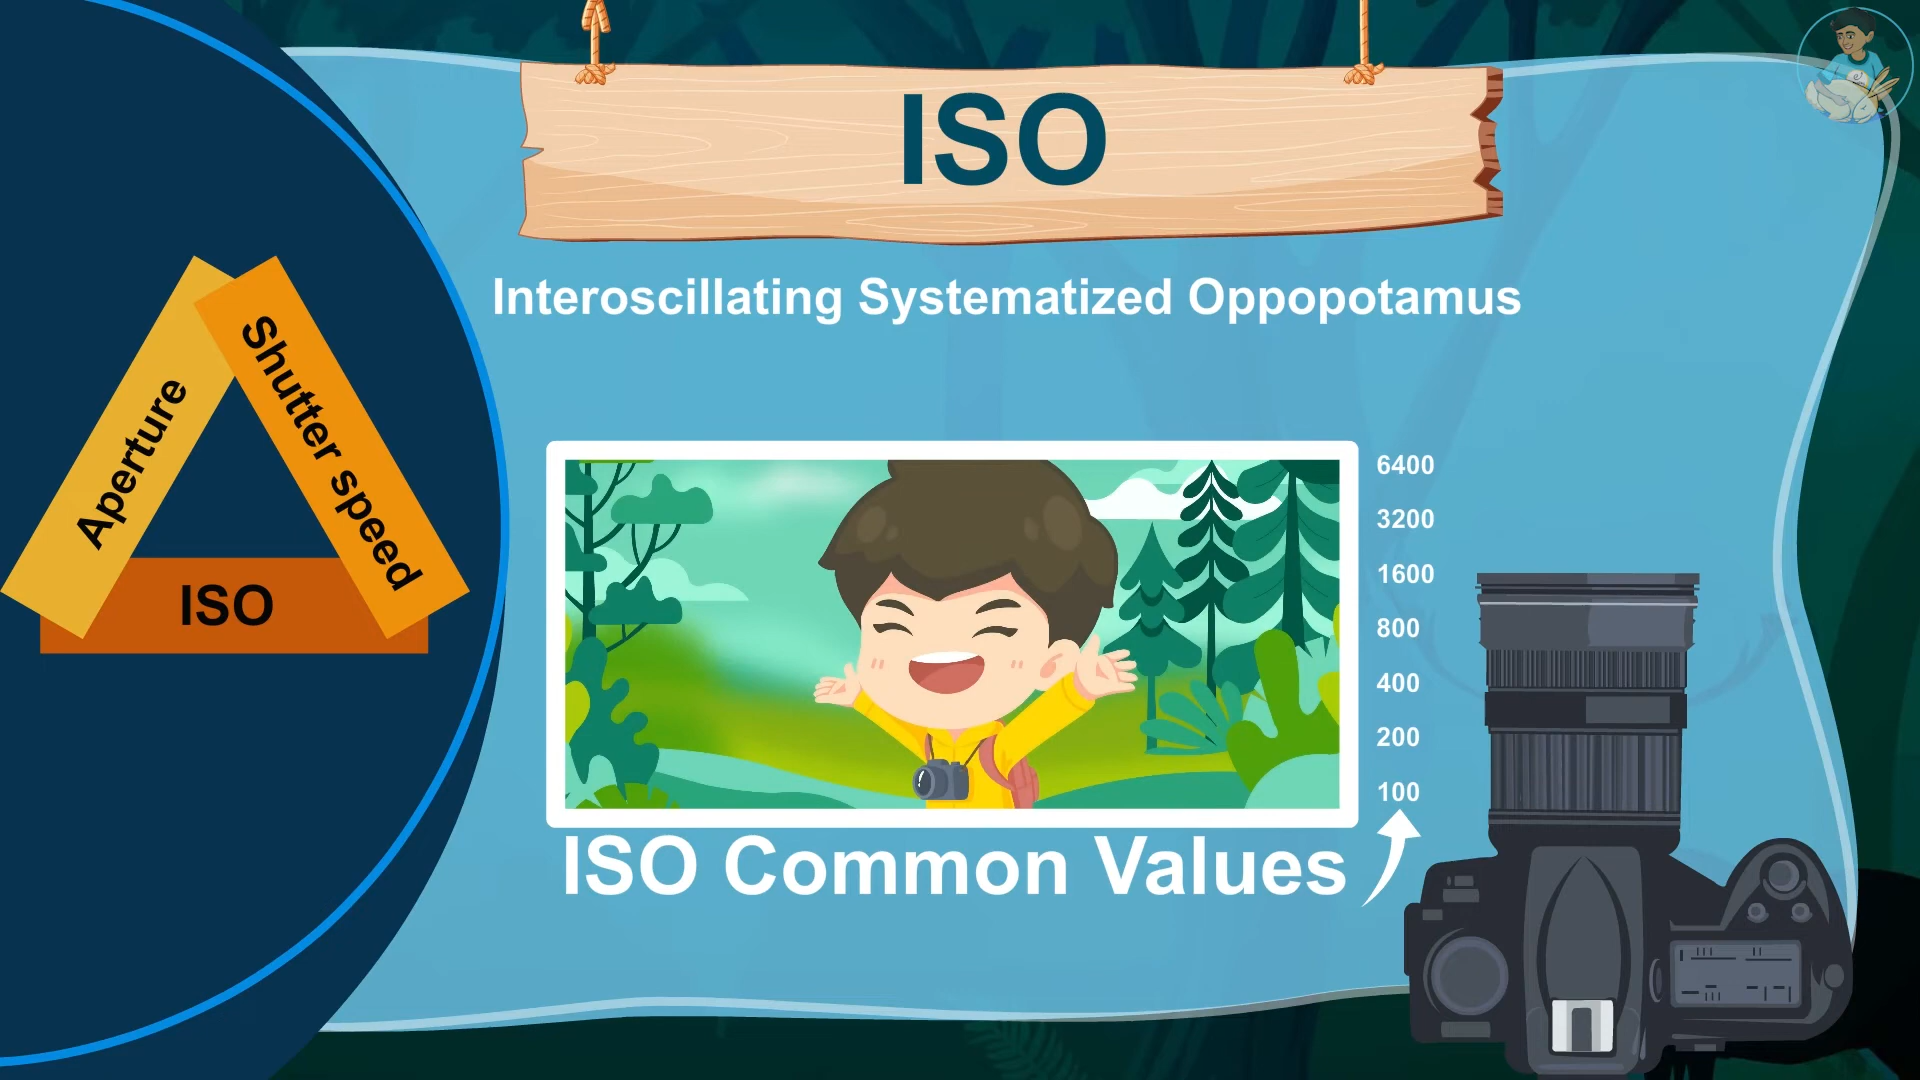 ISO
Interoscillating Systematized Oppopotamus
Aperture
Shutter speed
ISO
6400
3200
1600
800
400
200
100
ISO Common Values